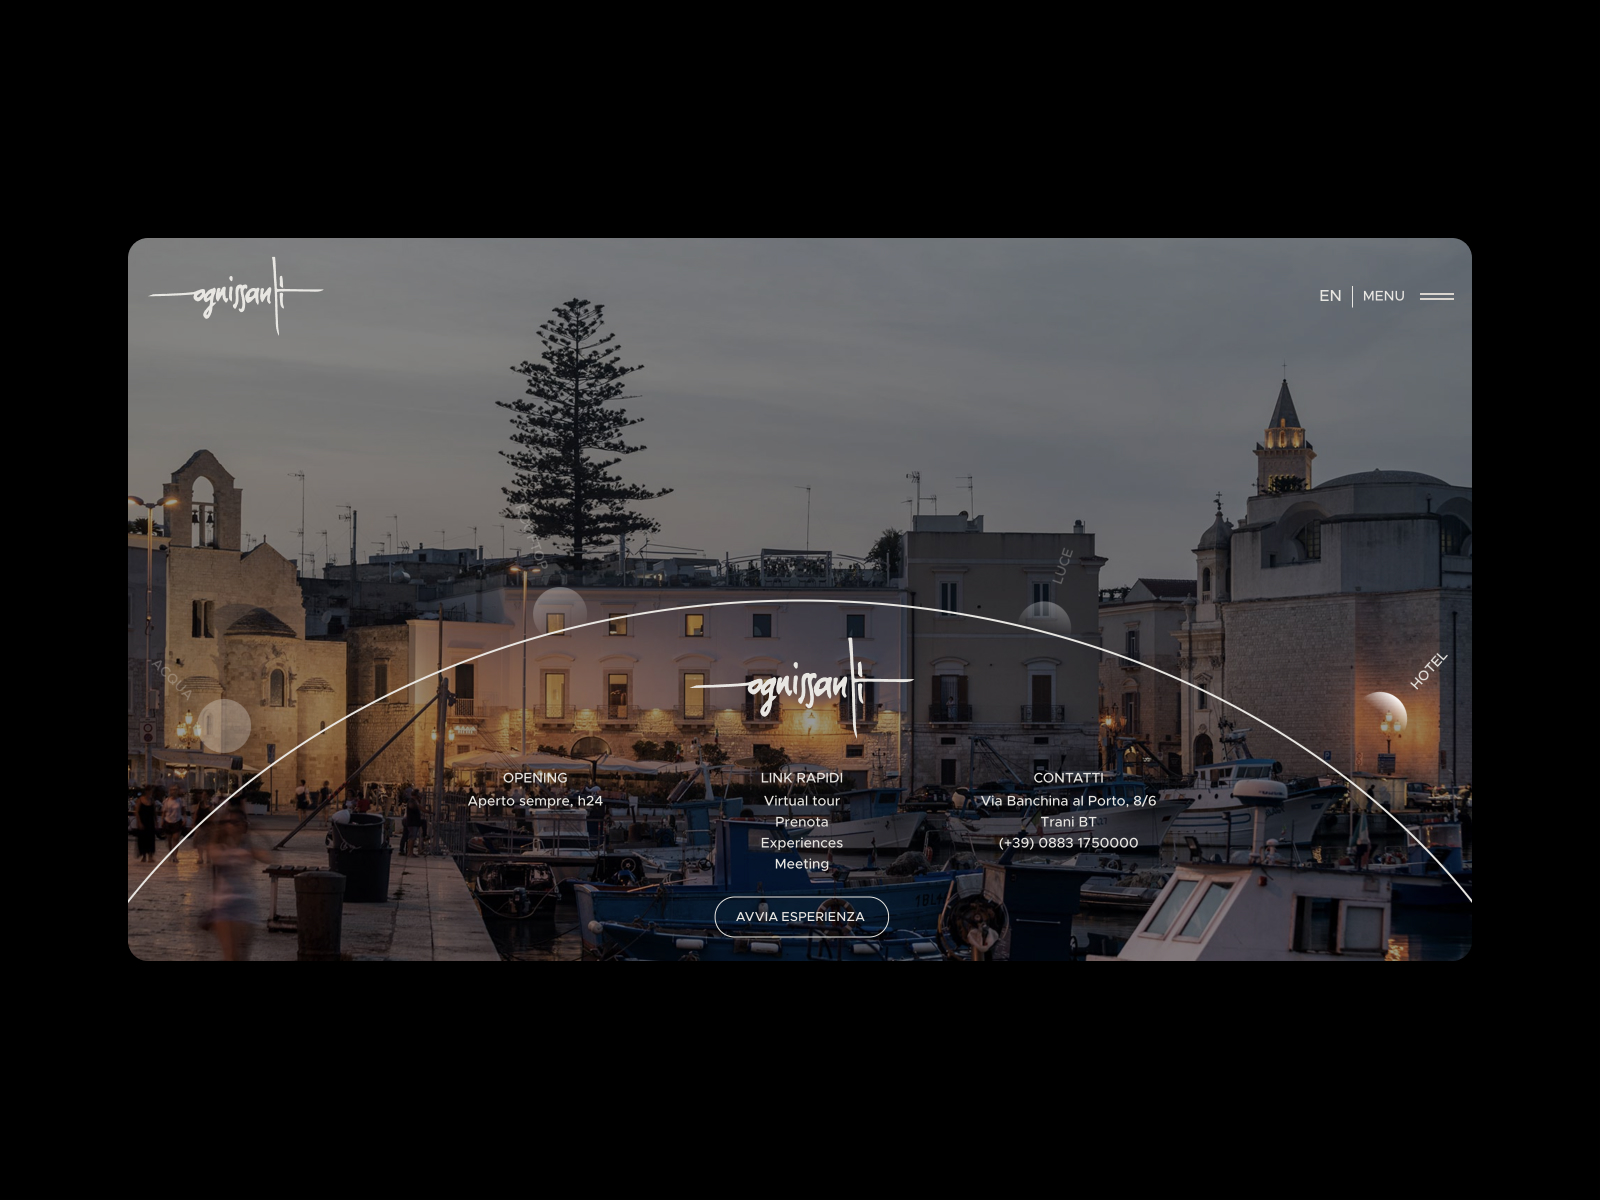 ognissanti
EN
MENU
LUCE
ACQUA
HOTEL
ognissanti
OPENING
Aperto sempre, h24
LINK RAPIDI
Virtual tour
Prenota
Experiences
Meeting
CONTATTI
Via Banchina al Porto, 8/6
Trani BT
(+39) 0883 1750000
AVVIA ESPERIENZA